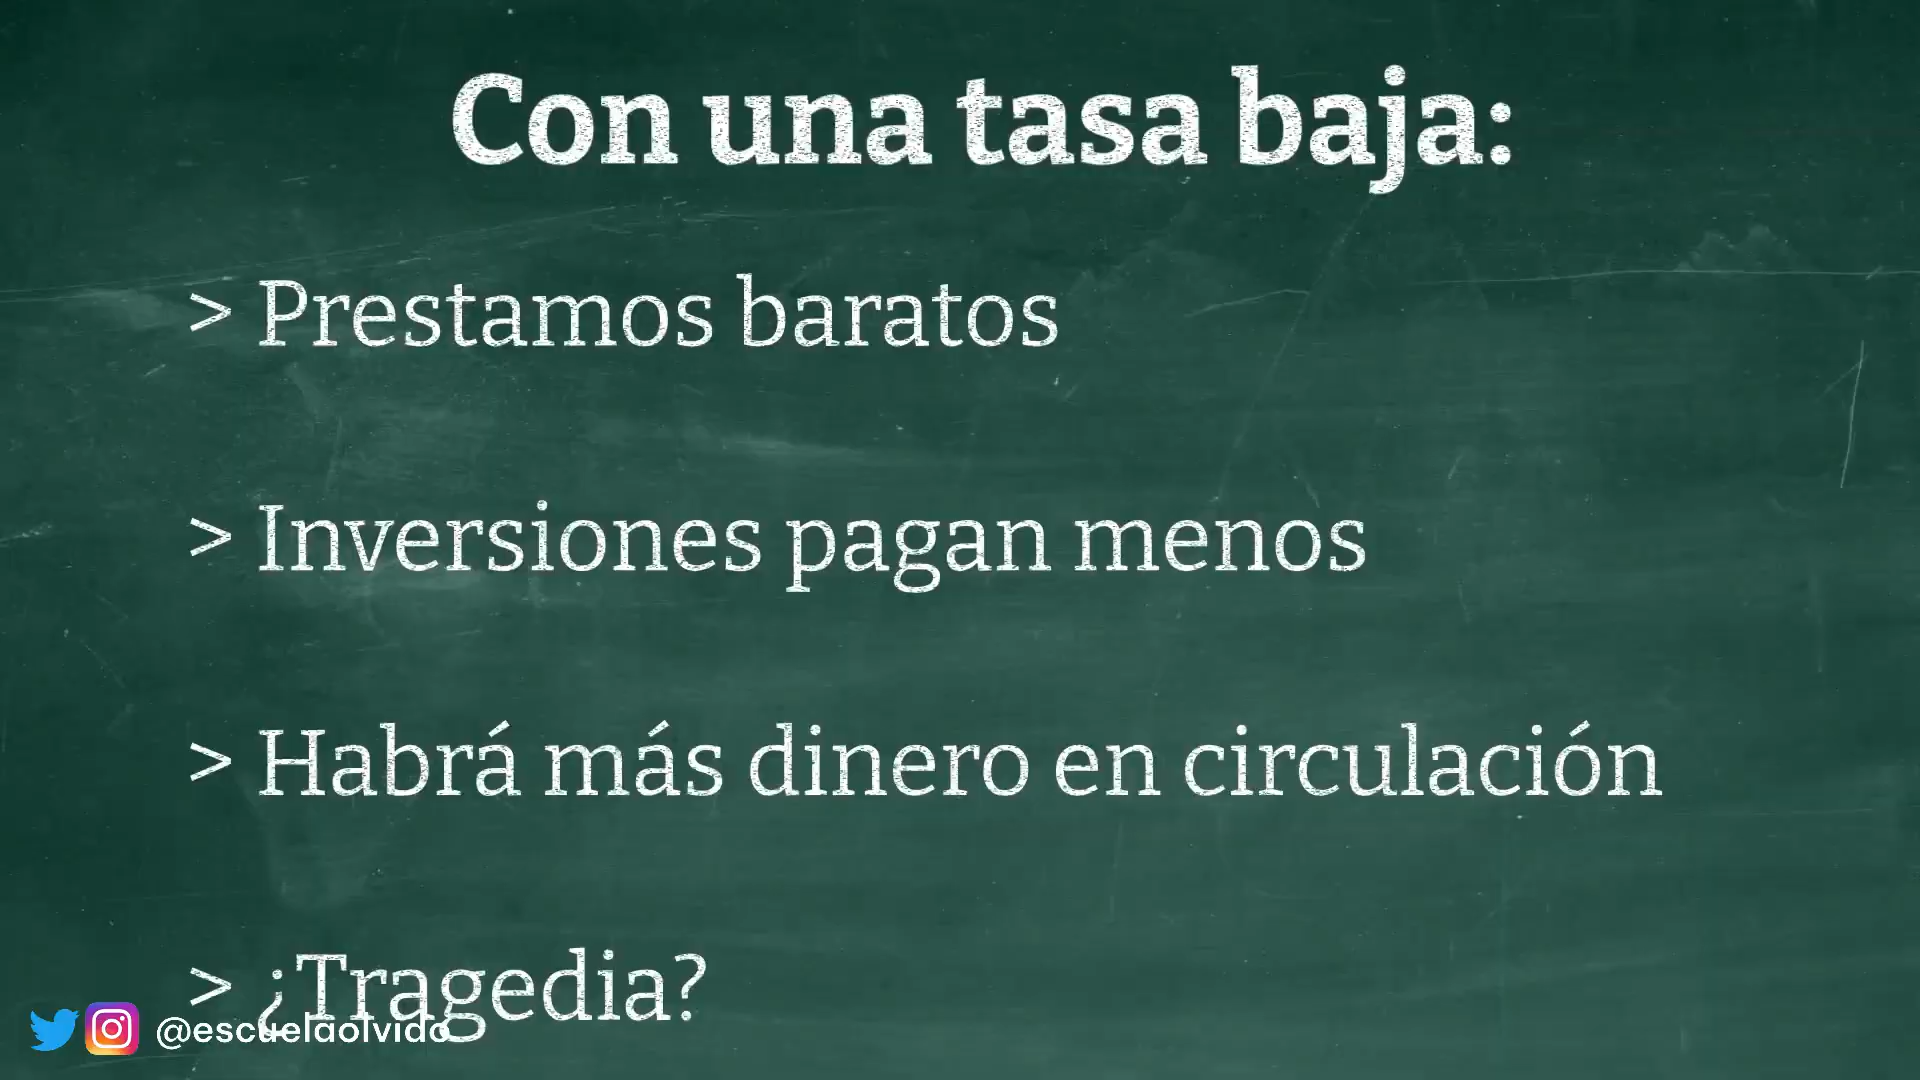 Con una tasa baja:
> Prestamos baratos
> Inversiones pagan menos
> Habrá más dinero en circulación
> ¿Tragedia?
@escuelaolvido